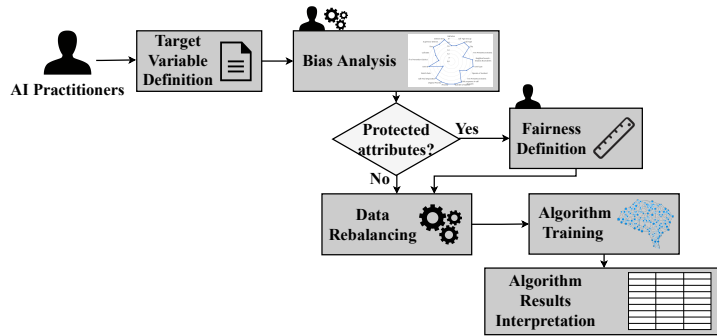 AI Practitioners
Target
Variable
Definition
Bias Analysis
Protected
attributes?
Yes
No
Fairness
Definition
Data
Rebalancing
Algorithm
Training
Algorithm
Results
Interpretation